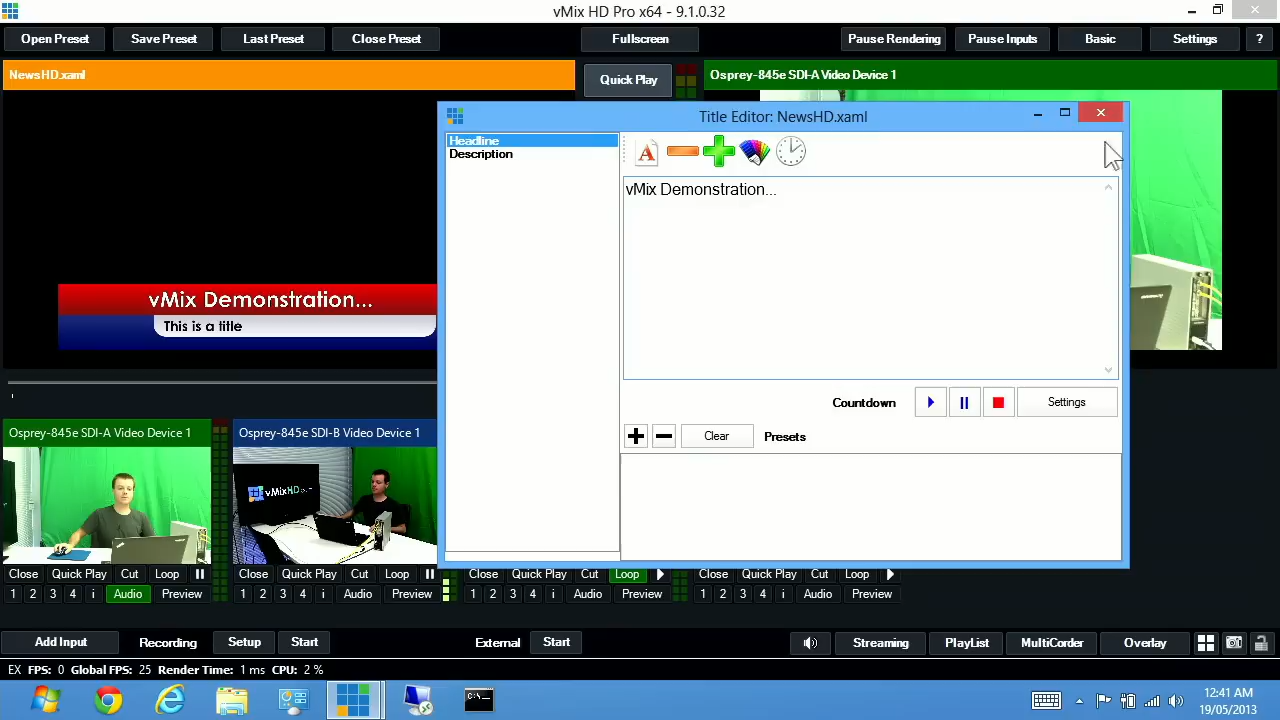 vMix HD Pro x64 - 9.1.0.32
Open Preset Save Preset Last Preset Close Preset Fullscreen Pause Rendering Pause Inputs Basic Settings ?
NewsHD.xaml
Quick Play
Osprey-845e SDI-A Video Device 1
Title Editor: NewsHD.xaml
Headline
Description
A
vMix Demonstration...
vMix Demonstration...
This is a title
Countdown
Settings
Clear
Presets
Osprey-845e SDI-A Video Device 1
Osprey-845e SDI-B Video Device 1
vMixHD...
Close Quick Play Cut Loop
Close Quick Play Cut Loop
Close Quick Play Cut Loop
Close Quick Play Cut Loop
1 2 3 4 i Audio Preview
1 2 3 4 i Audio Preview
1 2 3 4 i Audio Preview
1 2 3 4 i Audio Preview
Add Input Recording Setup Start External Start Streaming PlayList MultiCorder Overlay
EX FPS: 0 Global FPS: 25 Render Time: 1 ms CPU: 2 %
C:\.
12:41 AM
19/05/2013